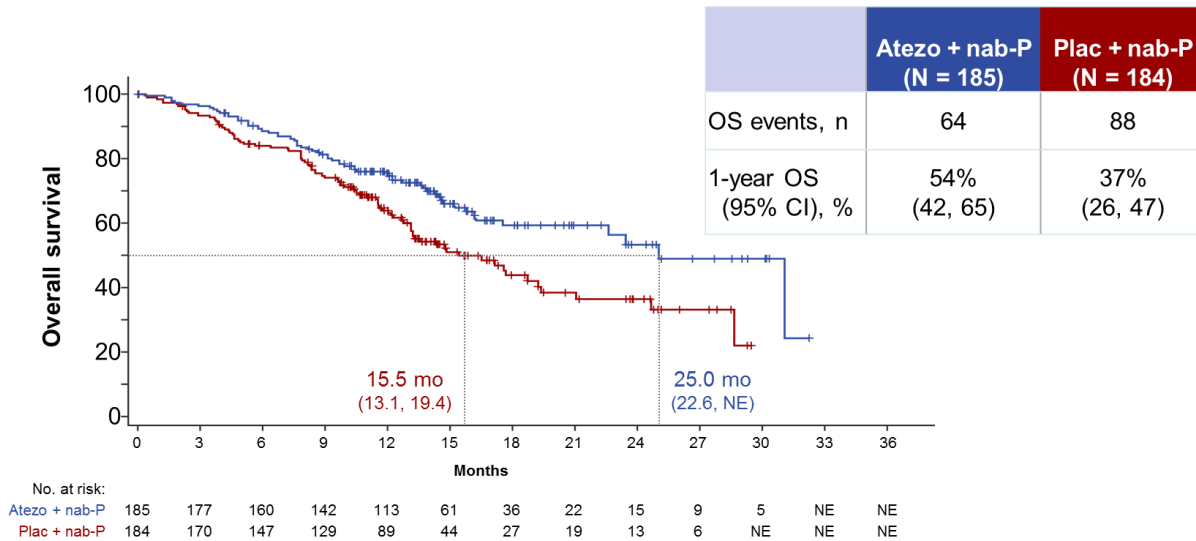 Atezo + nab-P
(N = 185)
Plac + nab-P
(N = 184)
OS events, n 64 88
1-year OS 54% 37%
(95% CI), % (42, 65) (26, 47)
Overall survival
100
80
60
40
20
0
15.5 mo
(13.1, 19.4)
25.0 mo
(22.6, NE)
0 3 6 9 12 15 18 21 24 27 30 33 36
Months
No. at risk:
Atezo + nab-P 185 177 160 142 113 61 36 22 15 9 5 NE NE
Plac + nab-P 184 170 147 129 89 44 27 19 13 6 NE NE NE